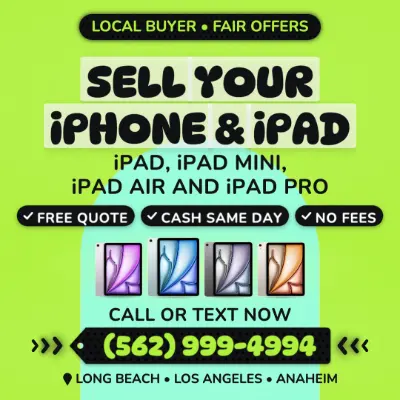 LOCAL BUYER • FAIR OFFERS
SELL YOUR
iPHONE & iPAD
iPAD, iPAD MINI,
iPAD AIR AND iPAD PRO
✓ FREE QUOTE ✓ CASH SAME DAY ✓ NO FEES
CALL OR TEXT NOW
(562) 999-4994
LONG BEACH • LOS ANGELES • ANAHEIM